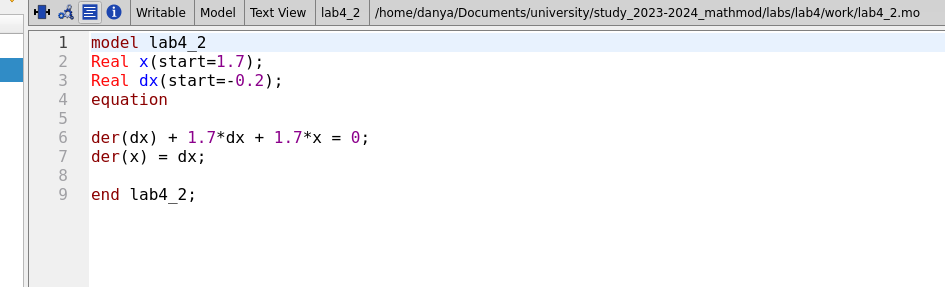 Writable Model Text View lab4_2 /home/danya/Documents/university/study_2023-2024_mathmod/labs/lab4/work/lab4_2.mo
1 model lab4_2
2 Real x(start=1.7);
3 Real dx(start=-0.2);
4 equation
5
6 der(dx) + 1.7*dx + 1.7*x = 0;
7 der(x) = dx;
8
9 end lab4_2;